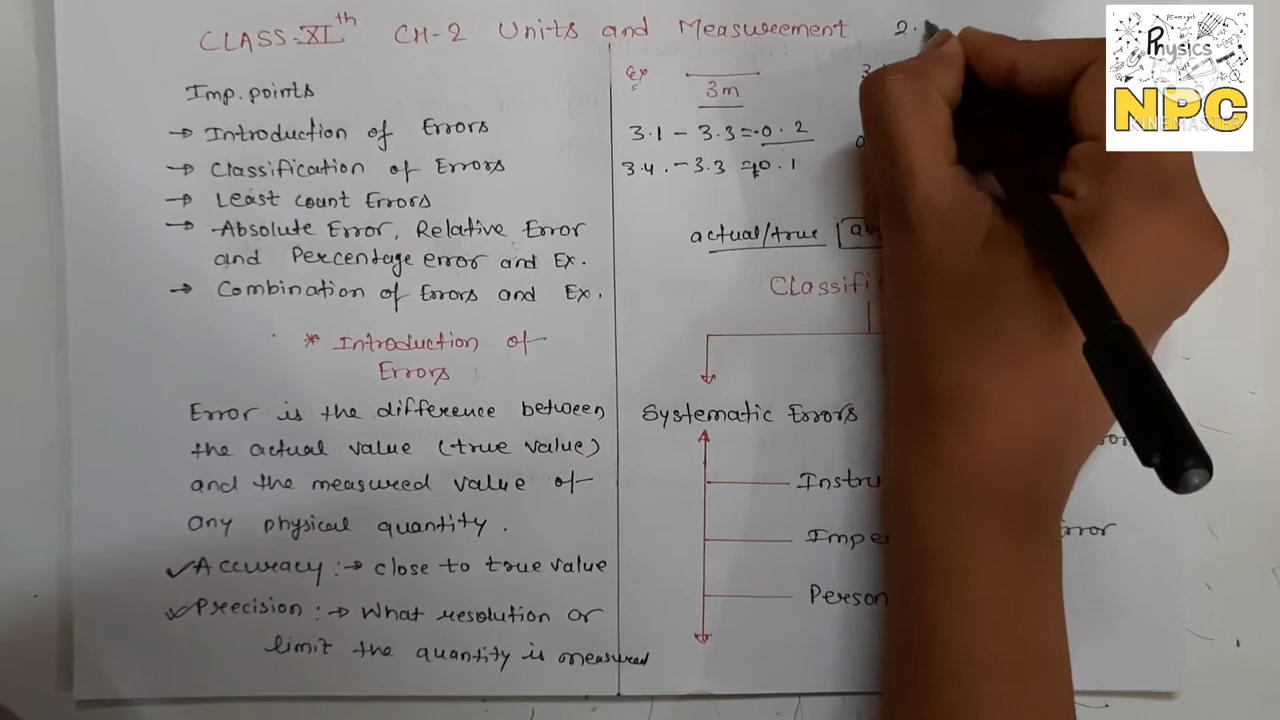 CLASS-XIth CH-2 Units and Measurement 2.
Imp. points
→ Introduction of Errors
→ Classification of Errors
→ Least count Errors
→ Absolute Error, Relative Error
and Percentage error and Ex.
→ Combination of Errors and Ex.
* Introduction of
Errors
Error is the difference between
the actual value (true value)
and the measured value of
any physical quantity.
✓Accuracy :→ close to true value
✓Precision :→ What resolution or
limit the quantity is measured
Ex
3m
3.1 - 3.3 = -0.2
3.4. - 3.3 = +0.1
actual/true
Classifi
Systematic Errors
Instru
Impe
Person
Physics
NPC
KINEMASTER